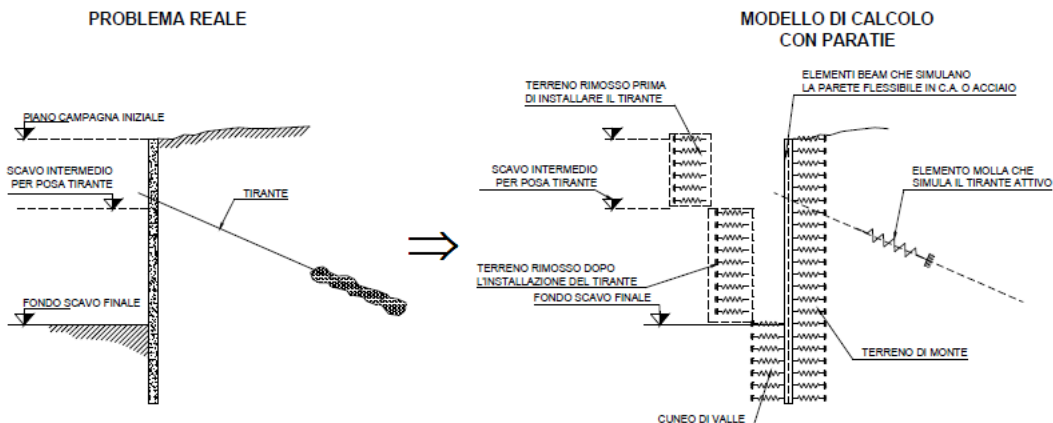 PROBLEMA REALE
PIANO CAMPAGNA INIZIALE
SCAVO INTERMEDIO
PER POSA TIRANTE
TIRANTE
FONDO SCAVO FINALE
MODELLO DI CALCOLO
CON PARATIE
TERRENO RIMOSSO PRIMA
DI INSTALLARE IL TIRANTE
ELEMENTI BEAM CHE SIMULANO
LA PARETE FLESSIBILE IN C.A. O ACCIAIO
SCAVO INTERMEDIO
PER POSA TIRANTE
ELEMENTO MOLLA CHE
SIMULA IL TIRANTE ATTIVO
TERRENO RIMOSSO DOPO
L'INSTALLAZIONE DEL TIRANTE
FONDO SCAVO FINALE
TERRENO DI MONTE
CUNEO DI VALLE